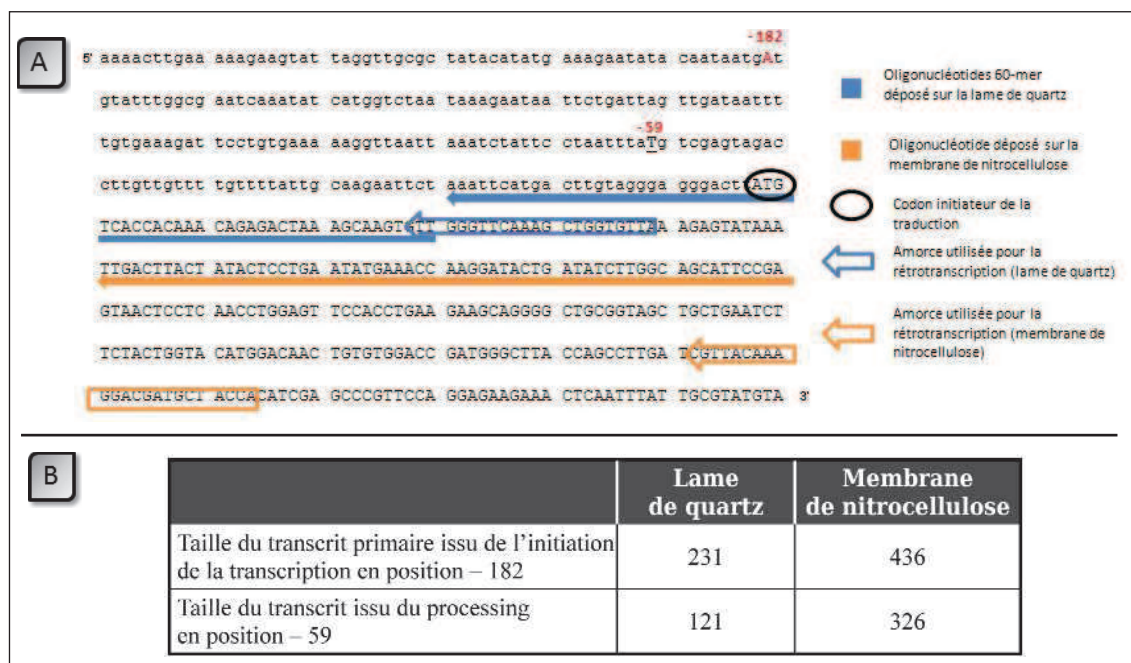 A
-182
5' aaaacttgaa aaagaagtat taggttgcgc tatacatatg aaagaatata caataatgAt
gtatttggcg aatcaaatat catggtctaa taaagaataa ttctgattag ttgataattt
-59
tgtgaaagat tcctgtgaaa aaggttaatt aaatctattc ctaatttaTg tcgagtagac
cttgttgttt tgttttattg caagaattct aaattcatga cttgtaggga gggacttATG
TCACCACAAA CAGAGACTAA AGCAAGTGTT GGGTTCAAAG CTGGTGTTAA AGAGTATAAA
TTGACTTACT ATACTCCTGA ATATGAAACC AAGGATACTG ATATCTTGGC AGCATTCCGA
GTAACTCCTC AACCTGGAGT TCCACCTGAA GAAGCAGGGG CTGCGGTAGC TGCTGAATCT
TCTACTGGTA CATGGACAAC TGTGTGGACC GATGGGCTTA CCAGCCTTGA TCGTTACAAA
GGACGATGCT ACCACATCGA GCCCGTTCCA GGAGAAGAAA CTCAATTTAT TGCGTATGTA 3'
Oligonucléotides 60-mer
déposé sur la lame de quartz
Oligonucléotide déposé sur la
membrane de nitrocellulose
Codon initiateur de la
traduction
Amorce utilisée pour la
rétrotranscription (lame de quartz)
Amorce utilisée pour la
rétrotranscription (membrane de
nitrocellulose)
B
Lame
de quartz
Membrane
de nitrocellulose
Taille du transcrit primaire issu de l'initiation
de la transcription en position – 182
231
436
Taille du transcrit issu du processing
en position – 59
121
326